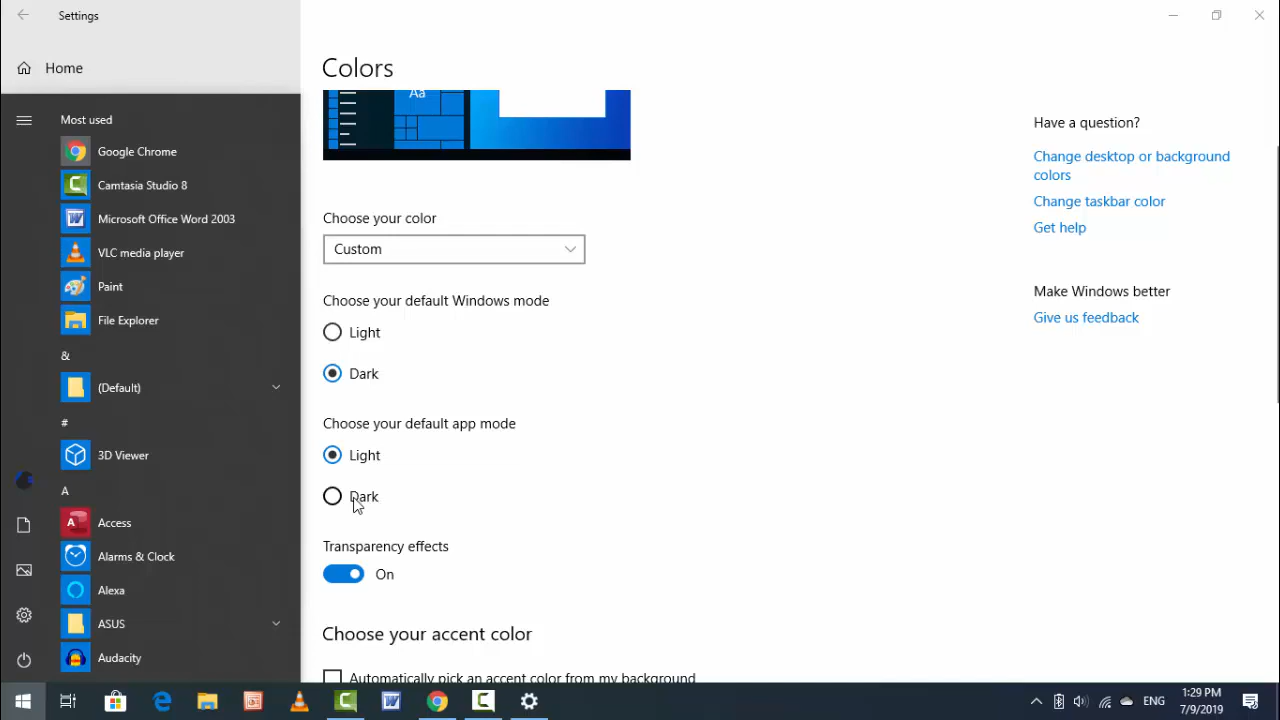 Settings
Home
Most used
Google Chrome
Camtasia Studio 8
Microsoft Office Word 2003
VLC media player
Paint
File Explorer
&
(Default)
#
3D Viewer
A
Access
Alarms & Clock
Alexa
ASUS
Audacity
Colors
Aa
Choose your color
Custom
Choose your default Windows mode
Light
Dark
Choose your default app mode
Light
Dark
Transparency effects
On
Choose your accent color
Automatically pick an accent color from my background
Have a question?
Change desktop or background
colors
Change taskbar color
Get help
Make Windows better
Give us feedback
ENG
1:29 PM
7/9/2019